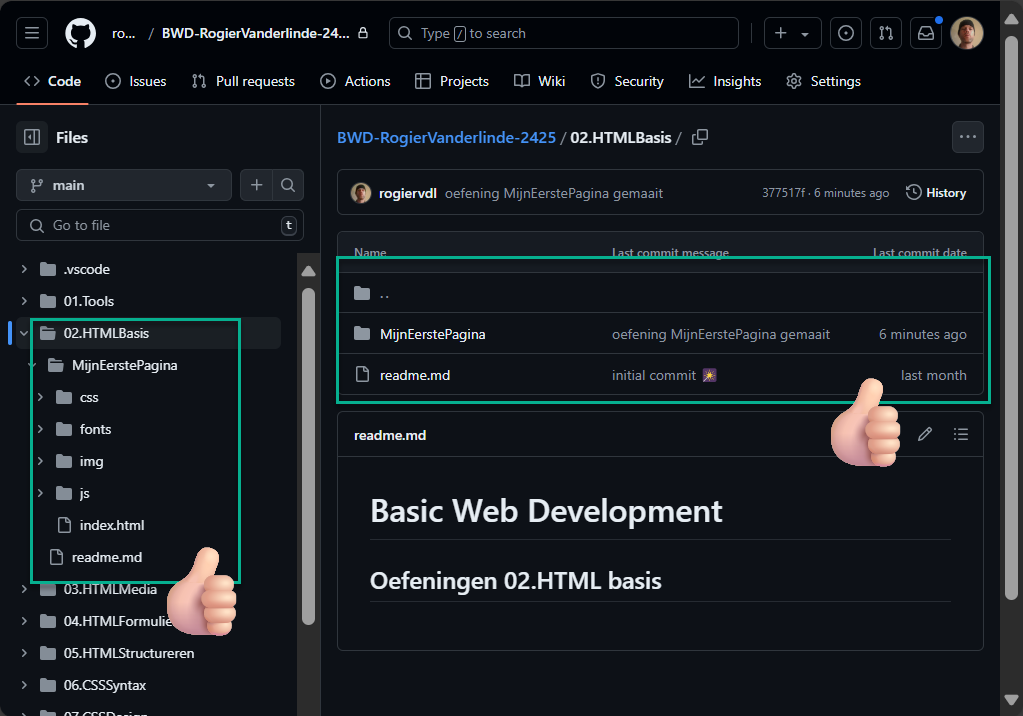 ro... / BWD-RogierVanderlinde-24...
Type / to search
Code Issues Pull requests Actions Projects Wiki Security Insights Settings
Files
main
Go to file t
.vscode
01.Tools
02.HTMLBasis
MijnEerstePagina
css
fonts
img
js
index.html
readme.md
03.HTMLMedia
04.HTMLFormulie
05.HTMLStructureren
06.CSSSyntax
07.CSSDesign
BWD-RogierVanderlinde-2425 / 02.HTMLBasis /
rogiervdl oefening MijnEerstePagina gemaait 377517f · 6 minutes ago History
Name Last commit message Last commit date
..
MijnEerstePagina oefening MijnEerstePagina gemaait 6 minutes ago
readme.md initial commit last month
readme.md
Basic Web Development
Oefeningen 02.HTML basis